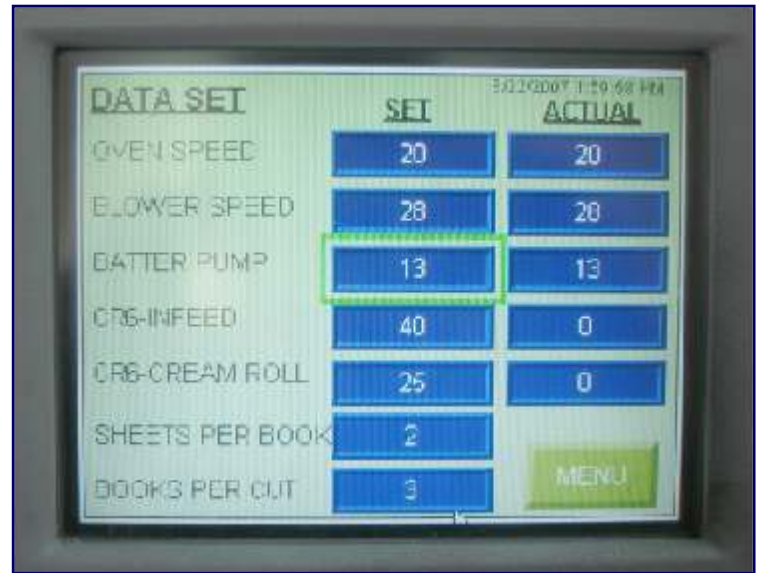 DATA SET
SET
ACTUAL
OVEN SPEED 20 20
BLOWER SPEED 28 28
BATTER PUMP 13 13
CR6-INFEED 40 0
CR6-CREAM ROLL 25 0
SHEETS PER BOOK 2
BOOKS PER CUT 3
MENU